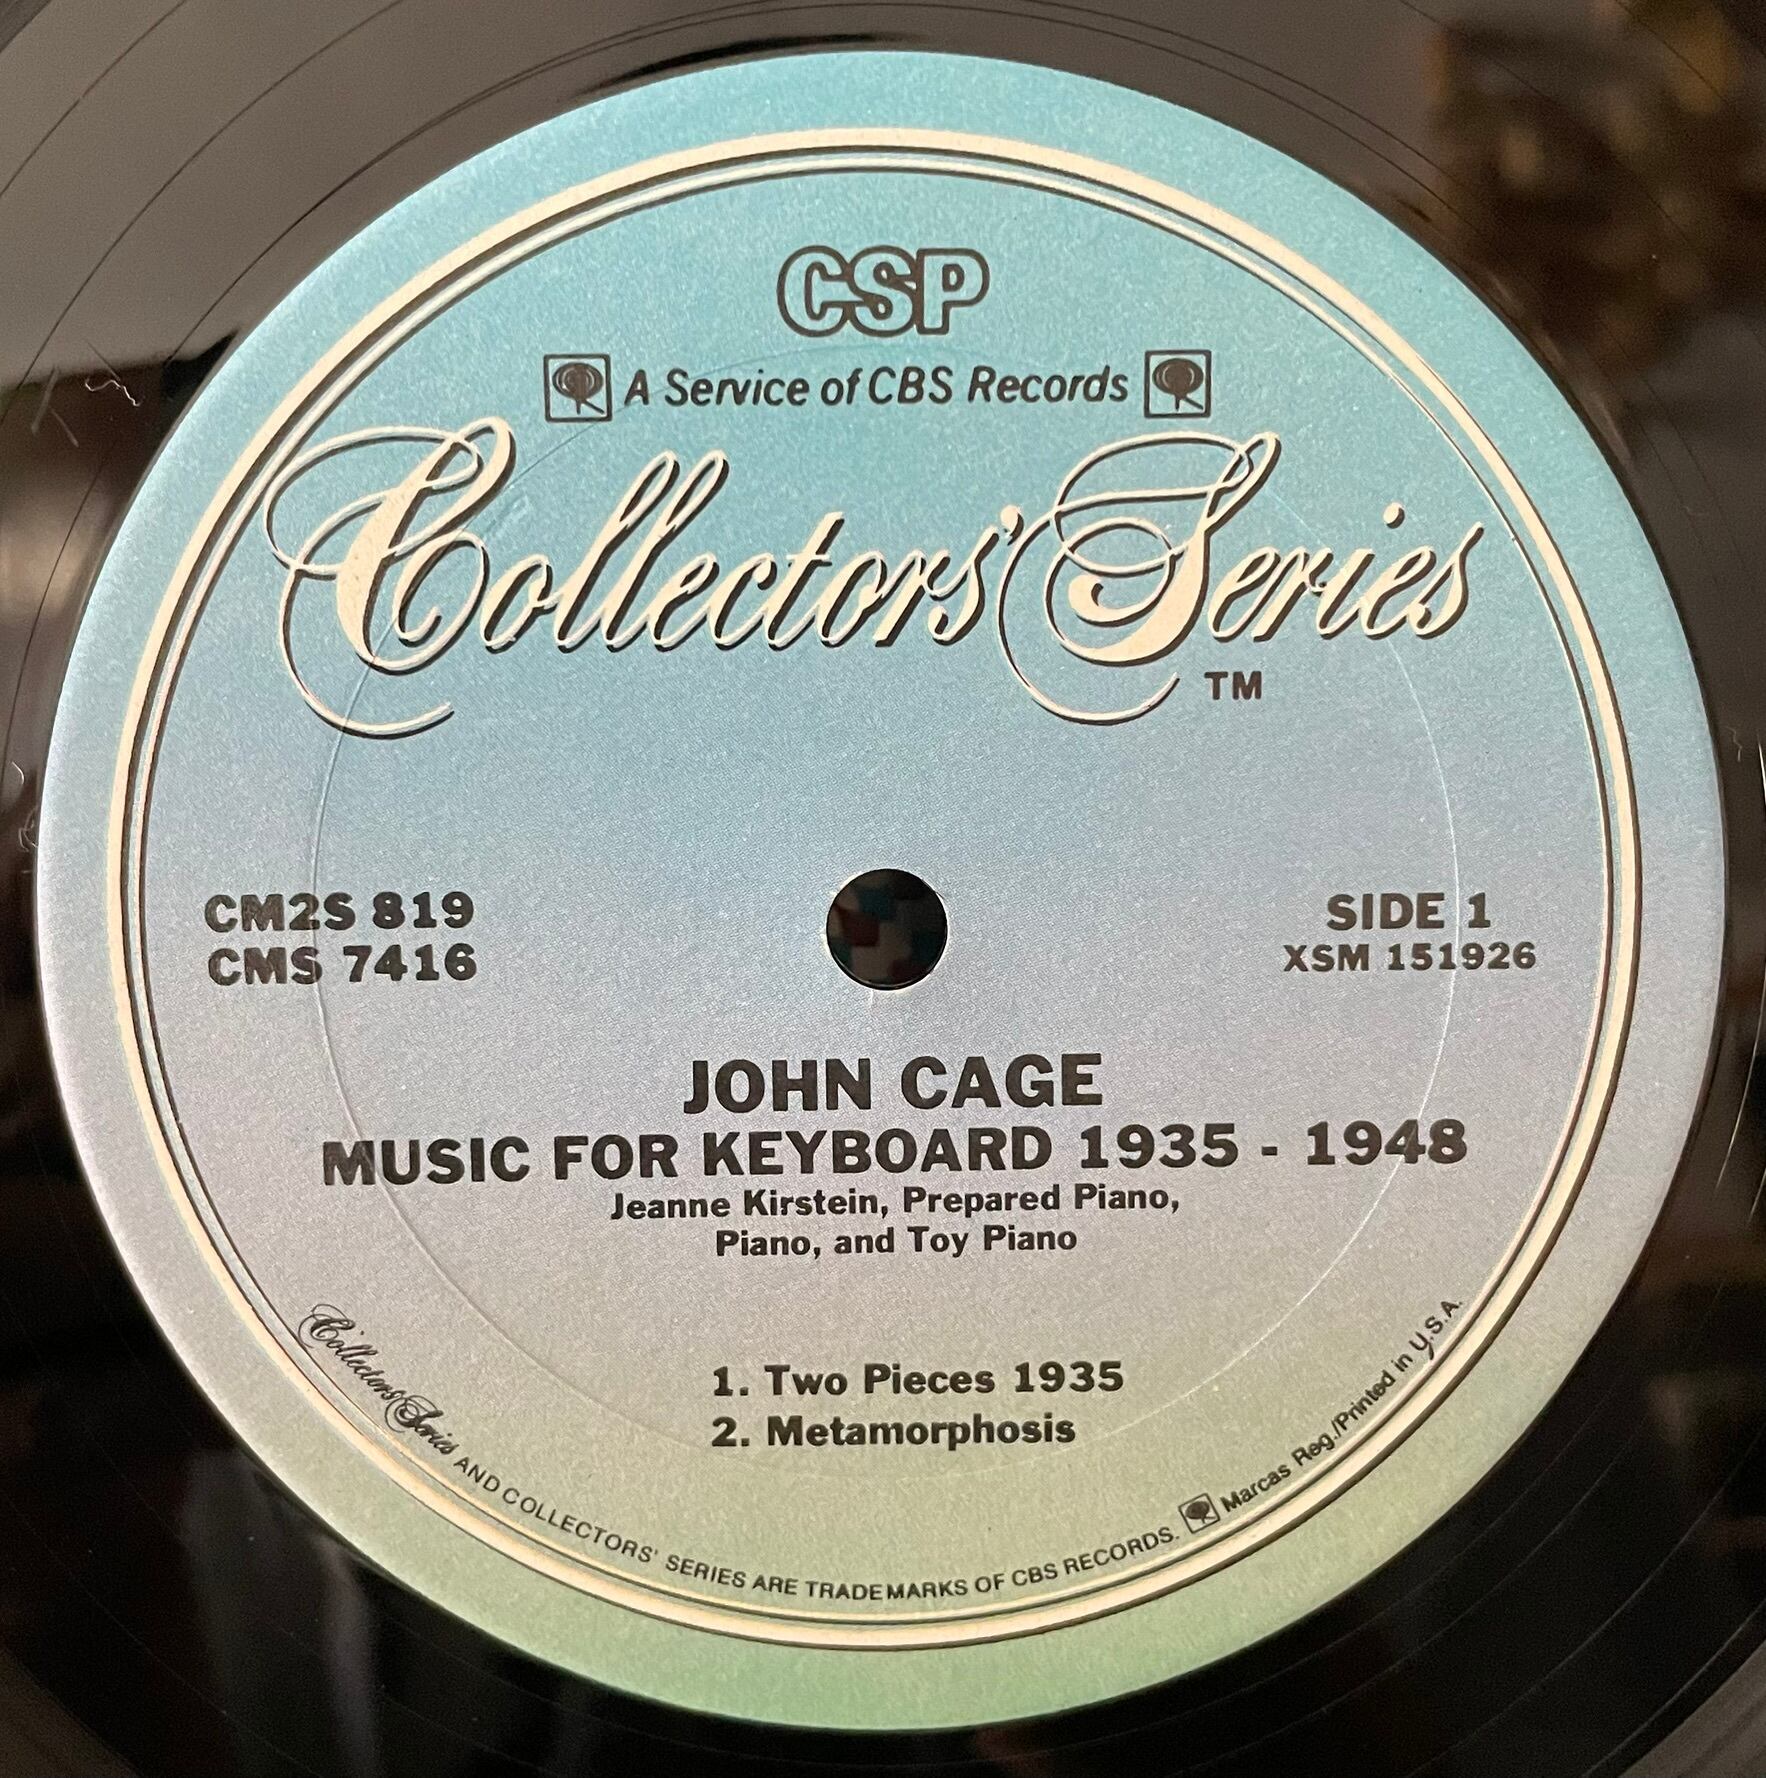 CSP
A Service of CBS Records
Collectors' Series
TM
CM2S 819
CMS 7416
SIDE 1
XSM 151926
JOHN CAGE
MUSIC FOR KEYBOARD 1935 - 1948
Jeanne Kirstein, Prepared Piano,
Piano, and Toy Piano
1. Two Pieces 1935
2. Metamorphosis
Collectors' Series AND COLLECTORS' SERIES ARE TRADEMARKS OF CBS RECORDS. Marcas Reg./Printed in U.S.A.